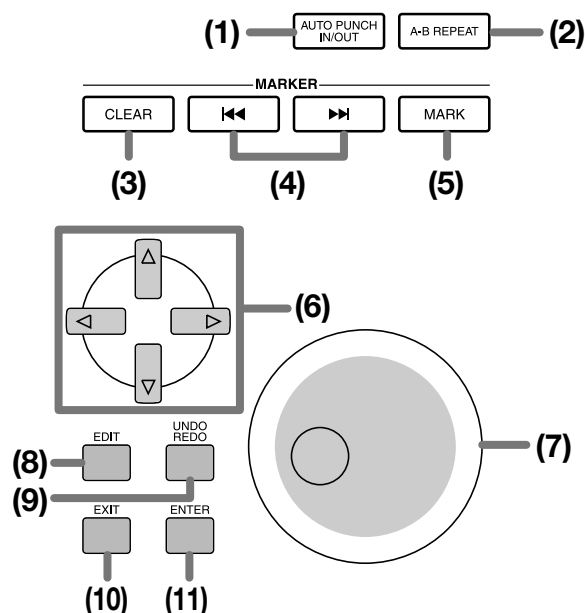 (1) AUTO PUNCH IN/OUT A-B REPEAT (2)
MARKER
CLEAR MARK
(3) (4) (5)
(6)
(7)
EDIT UNDO REDO
(8)
(9)
EXIT ENTER
(10) (11)